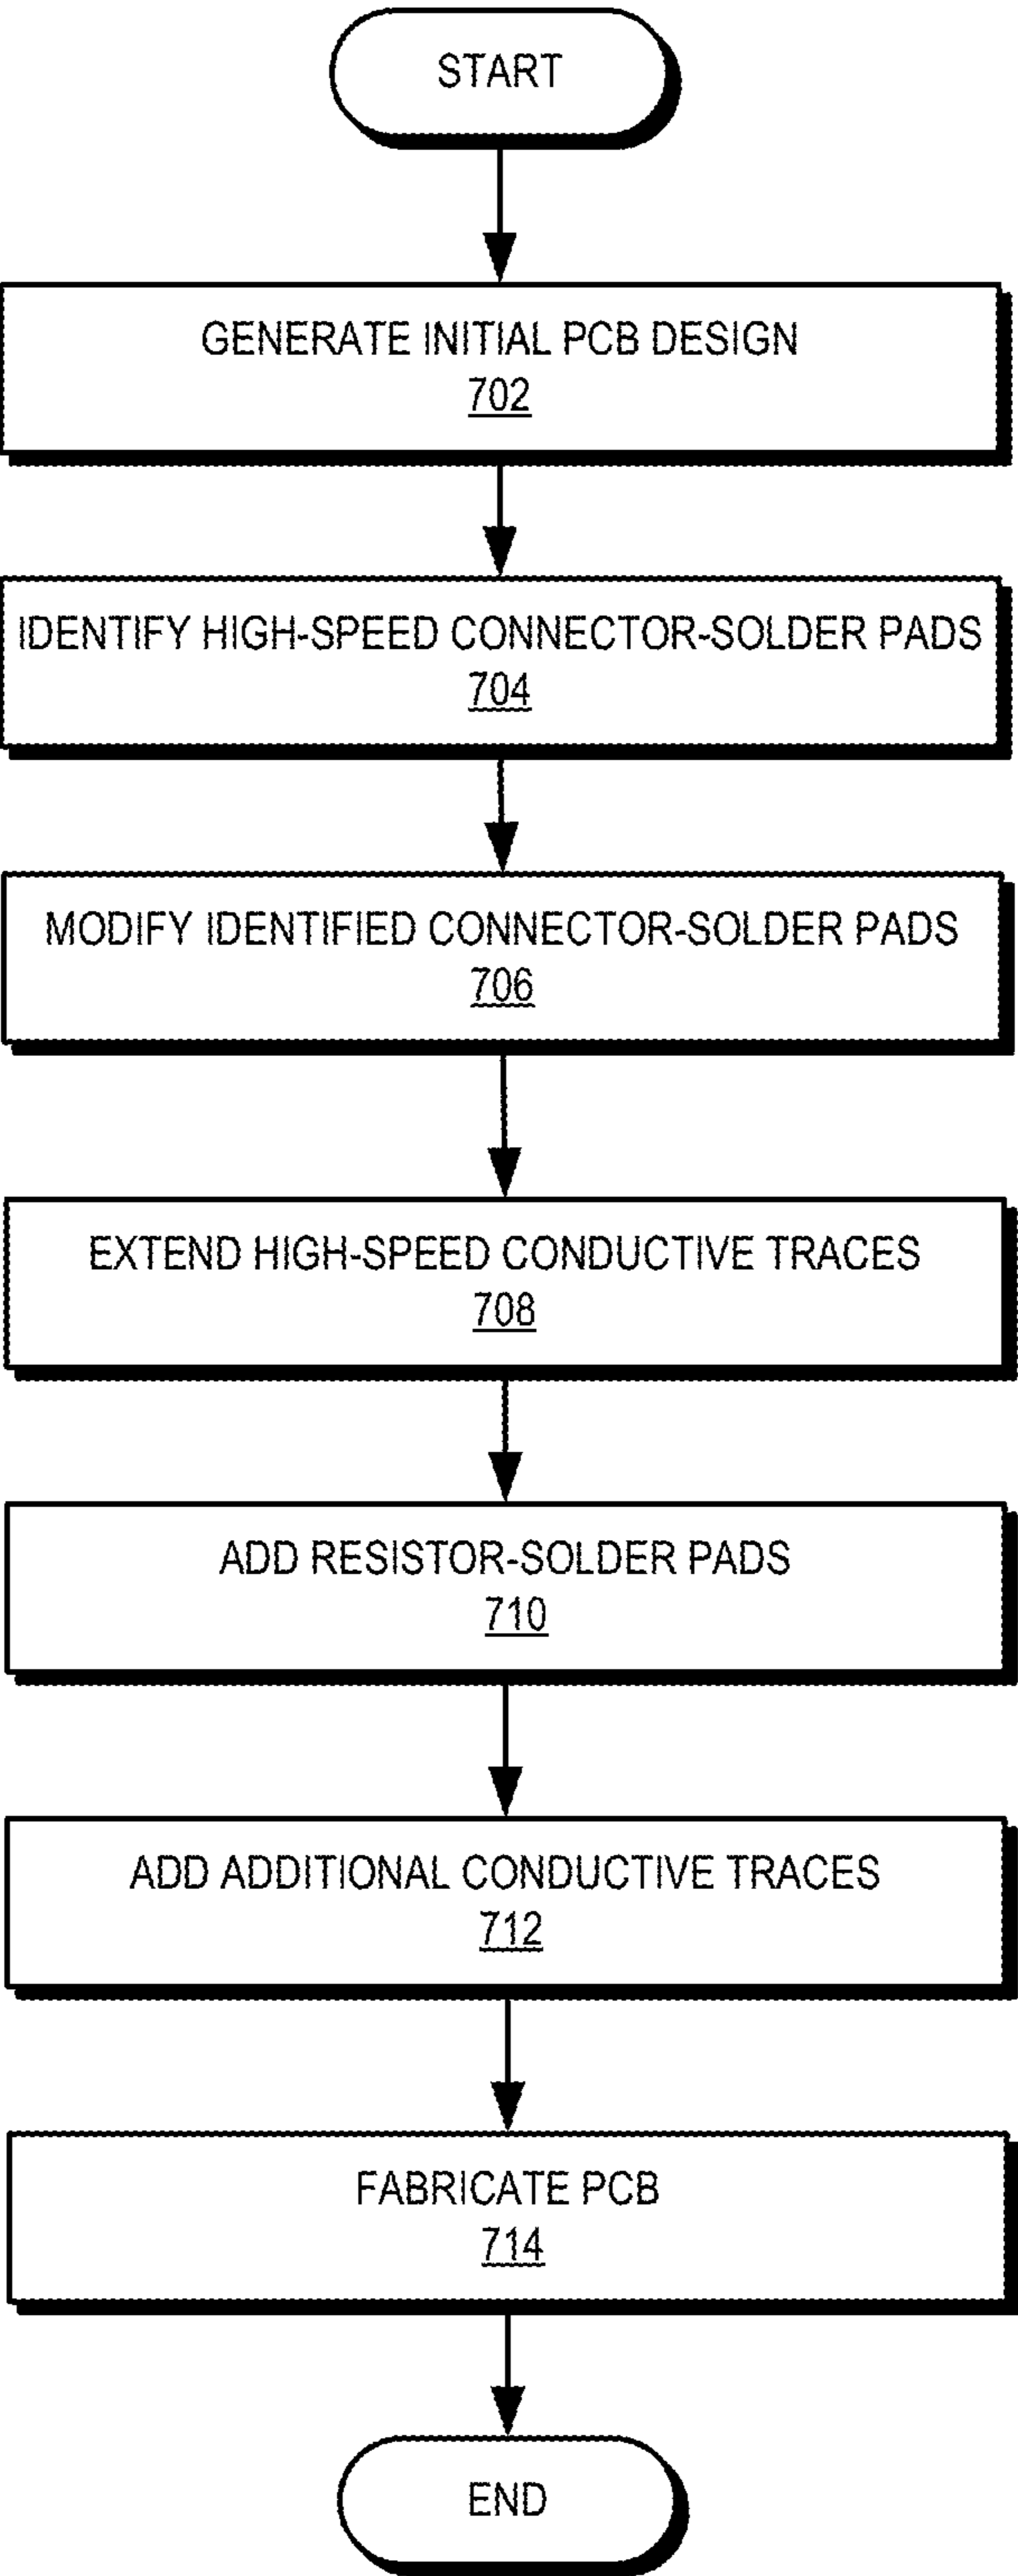 START
GENERATE INITIAL PCB DESIGN
702
IDENTIFY HIGH-SPEED CONNECTOR-SOLDER PADS
704
MODIFY IDENTIFIED CONNECTOR-SOLDER PADS
706
EXTEND HIGH-SPEED CONDUCTIVE TRACES
708
ADD RESISTOR-SOLDER PADS
710
ADD ADDITIONAL CONDUCTIVE TRACES
712
FABRICATE PCB
714
END